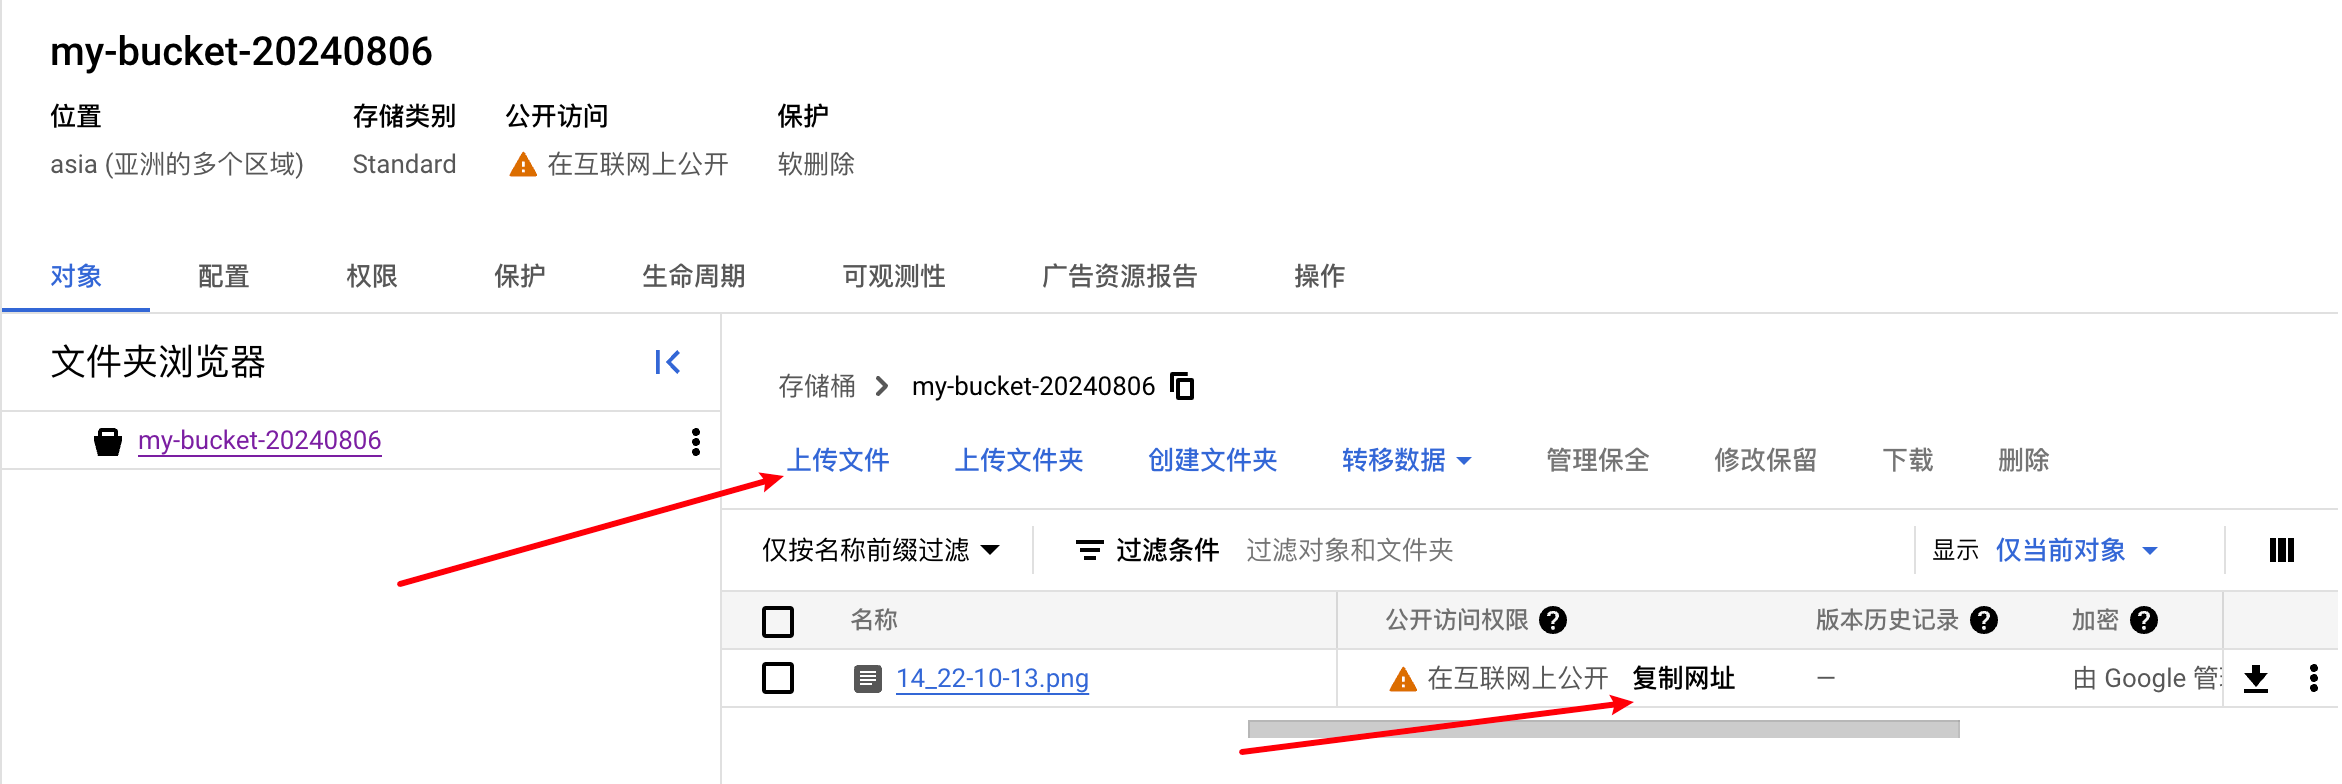 my-bucket-20240806
位置 存储类别 公开访问 保护
asia (亚洲的多个区域) Standard 在互联网上公开 软删除
对象 配置 权限 保护 生命周期 可观测性 广告资源报告 操作
文件夹浏览器
my-bucket-20240806
存储桶 my-bucket-20240806
上传文件 上传文件夹 创建文件夹 转移数据 管理保全 修改保留 下载 删除
仅按名称前缀过滤 过滤条件 过滤对象和文件夹 显示 仅当前对象
名称 公开访问权限 版本历史记录 加密
14_22-10-13.png 在互联网上公开 复制网址 — 由 Google 管